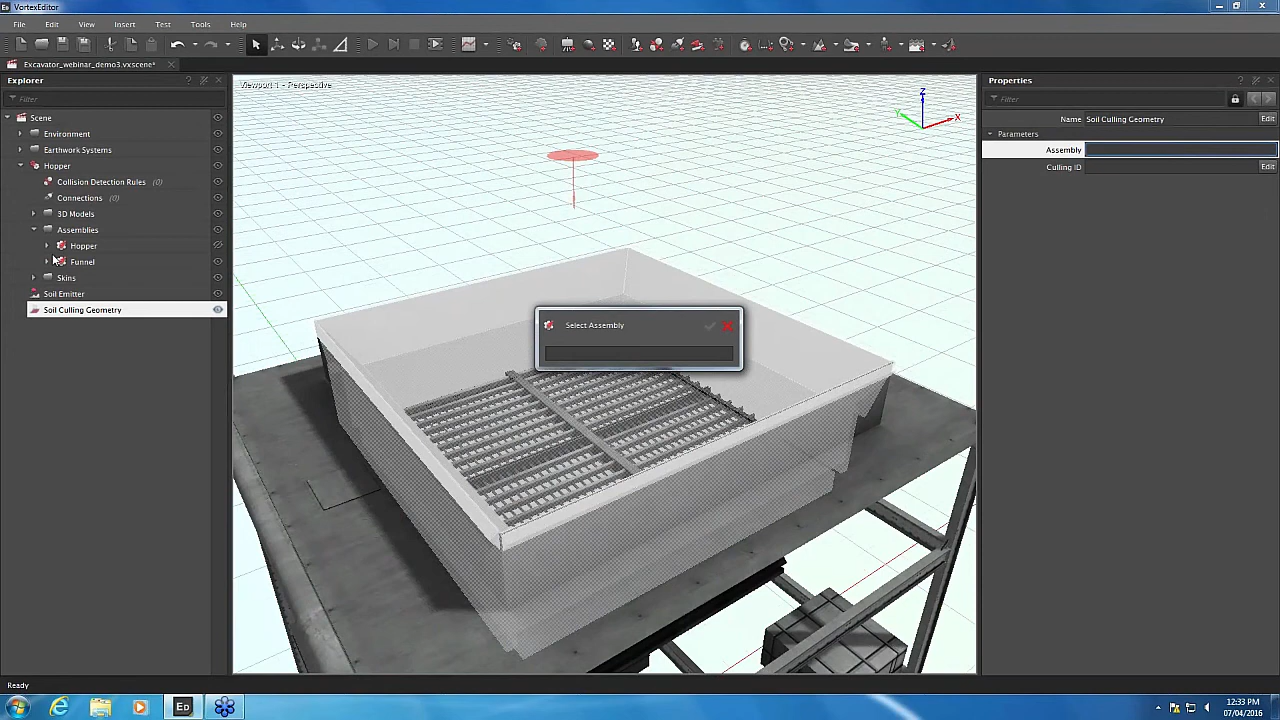 VortexEditor
File Edit View Insert Test Tools Help
Excavator_webinar_demo3.vxscene*
Explorer
Filter
Scene
Environment
Earthwork Systems
Hopper
Collision Detection Rules (0)
Connections (0)
3D Models
Assemblies
Hopper
Funnel
Skins
Soil Emitter
Soil Culling Geometry
Viewport 1 - Perspective
Z
Y
X
Select Assembly
Properties
Filter
Name Soil Culling Geometry Edit
Parameters
Assembly
Culling ID Edit
Ready
Ed
12:33 PM
07/04/2016